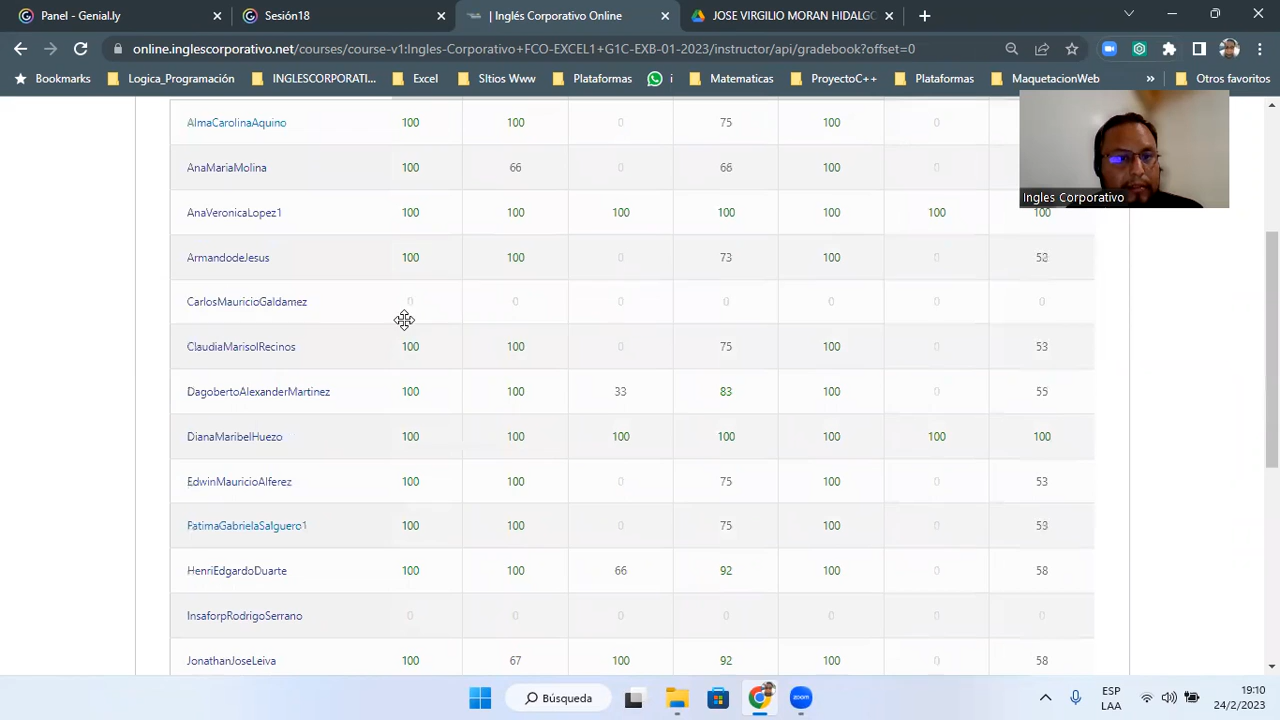 Panel - Genial.ly
Sesión18
| Inglés Corporativo Online
JOSE VIRGILIO MORAN HIDALGO
online.inglescorporativo.net/courses/course-v1:Ingles-Corporativo+FCO-EXCEL1+G1C-EXB-01-2023/instructor/api/gradebook?offset=0
Bookmarks Logica_Programación INGLESCORPORATI... Excel SItios Www Plataformas i Matematicas ProyectoC++ Plataformas MaquetacionWeb » Otros favoritos
AlmaCarolinaAquino 100 100 0 75 100 0
AnaMariaMolina 100 66 0 66 100 0
Ingles Corporativo
AnaVeronicaLopez1 100 100 100 100 100 100 100
ArmandodeJesus 100 100 0 73 100 0 52
CarlosMauricioGaldamez 0 0 0 0 0 0 0
ClaudiaMarisolRecinos 100 100 0 75 100 0 53
DagobertoAlexanderMartinez 100 100 33 83 100 0 55
DianaMaribelHuezo 100 100 100 100 100 100 100
EdwinMauricioAlferez 100 100 0 75 100 0 53
FatimaGabrielaSalguero1 100 100 0 75 100 0 53
HenriEdgardoDuarte 100 100 66 92 100 0 58
InsaforpRodrigoSerrano 0 0 0 0 0 0 0
JonathanJoseLeiva 100 67 100 92 100 0 58
Búsqueda
ESP
LAA
19:10
24/2/2023